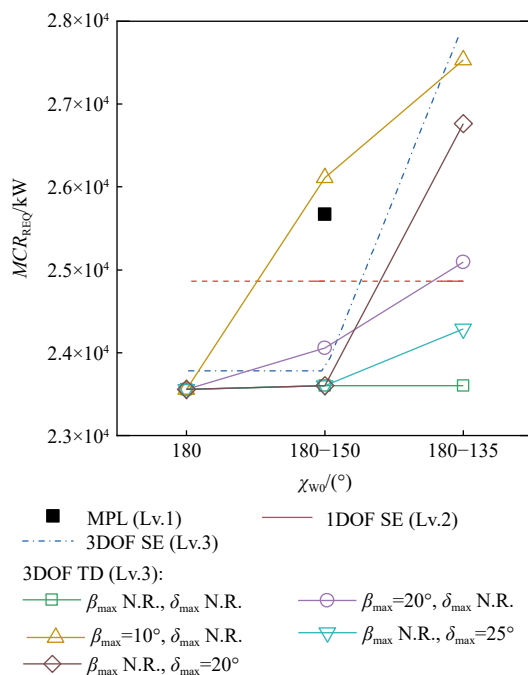 2.8×10⁴
2.7×10⁴
2.6×10⁴
2.5×10⁴
2.4×10⁴
2.3×10⁴
MCR_REQ/kW
180
180−150
180−135
χ_W0/(°)
MPL (Lv.1)
1DOF SE (Lv.2)
3DOF SE (Lv.3)
3DOF TD (Lv.3):
β_max N.R., δ_max N.R.
β_max=20°, δ_max N.R.
β_max=10°, δ_max N.R.
β_max N.R., δ_max=25°
β_max N.R., δ_max=20°